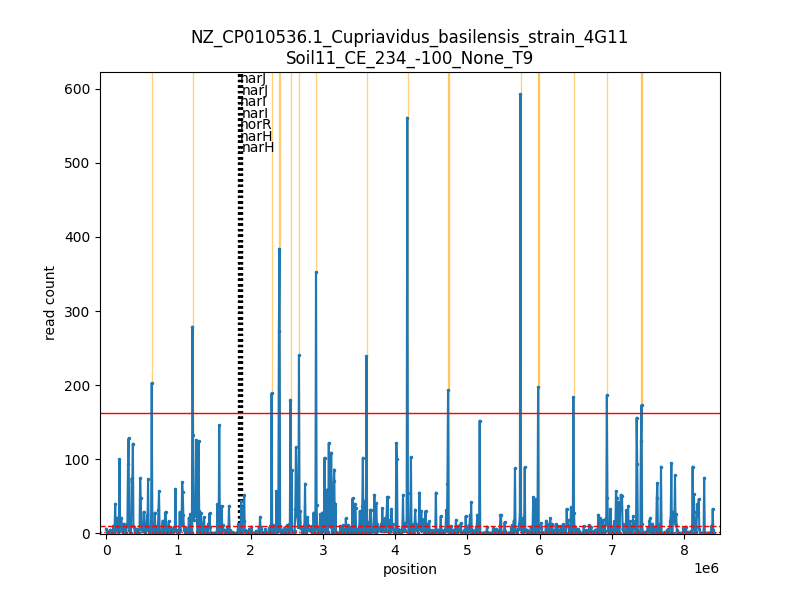 NZ_CP010536.1_Cupriavidus_basilensis_strain_4G11
Soil11_CE_234_-100_None_T9
narJ
narJ
narI
narI
norR
narH
narH
600
500
400
300
200
100
0
read count
0 1 2 3 4 5 6 7 8
1e6
position